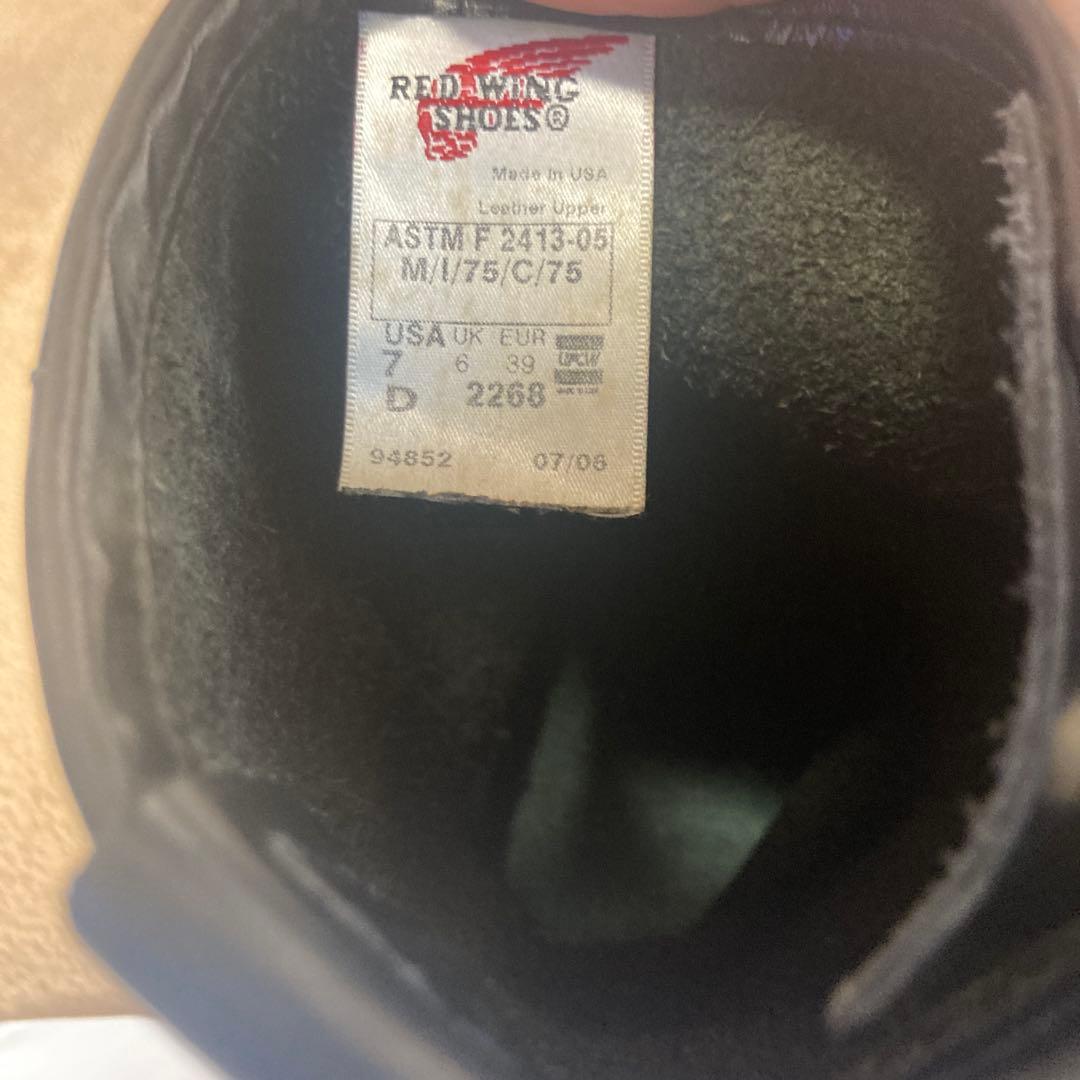 RED WING
SHOES®
Made in USA
Leather Upper
ASTM F 2413-05
M/I/75/C/75
USA UK EUR
7 6 39
D 2268
UFCW
94852 07/06